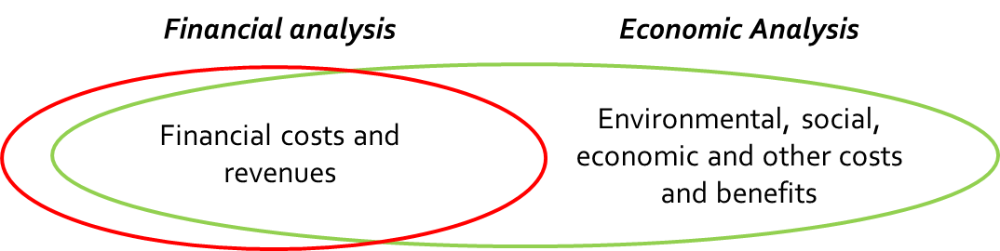 Financial analysis
Economic Analysis
Financial costs and
revenues
Environmental, social,
economic and other costs
and benefits